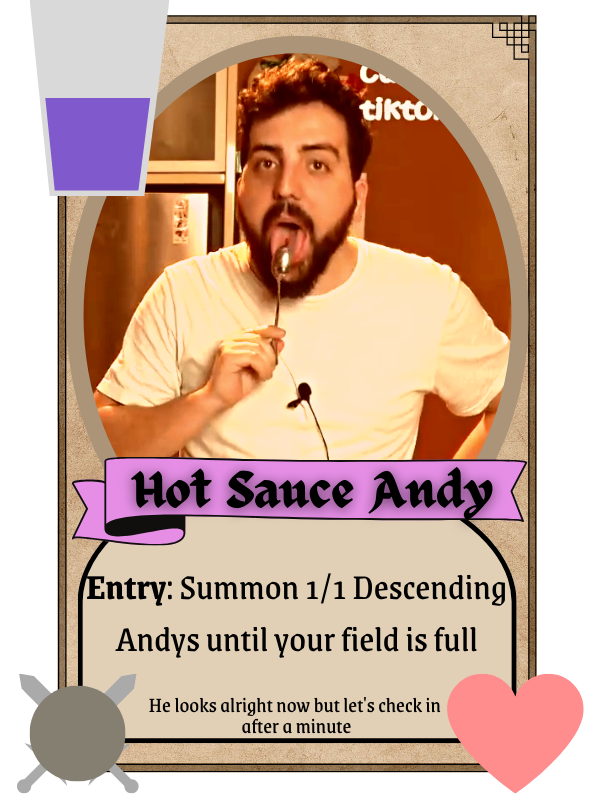 tikto
Hot Sauce Andy
Entry: Summon 1/1 Descending
Andys until your field is full
He looks alright now but let's check in
after a minute